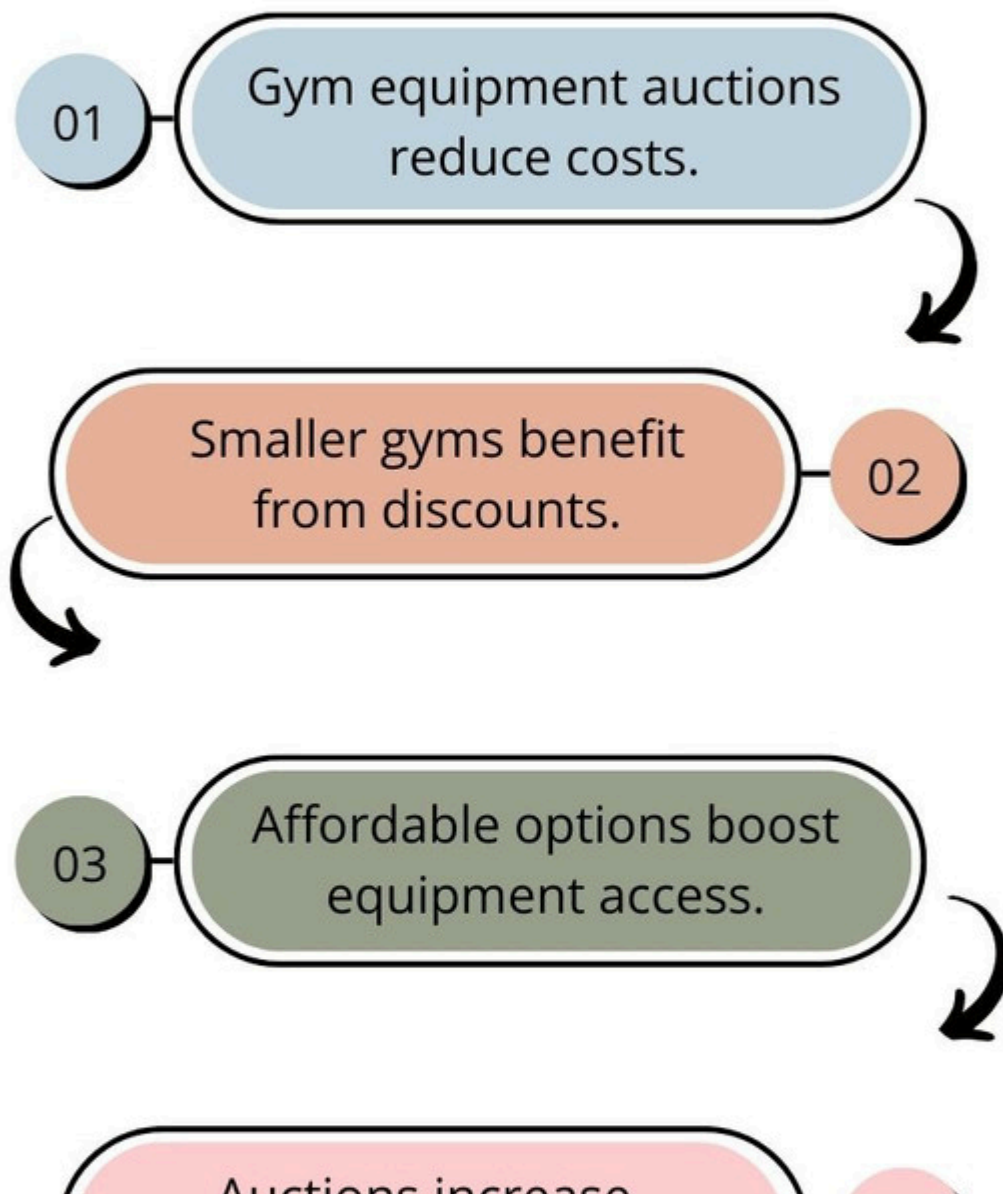 01
Gym equipment auctions
reduce costs.
Smaller gyms benefit
from discounts.
02
03
Affordable options boost
equipment access.
Auctions increase